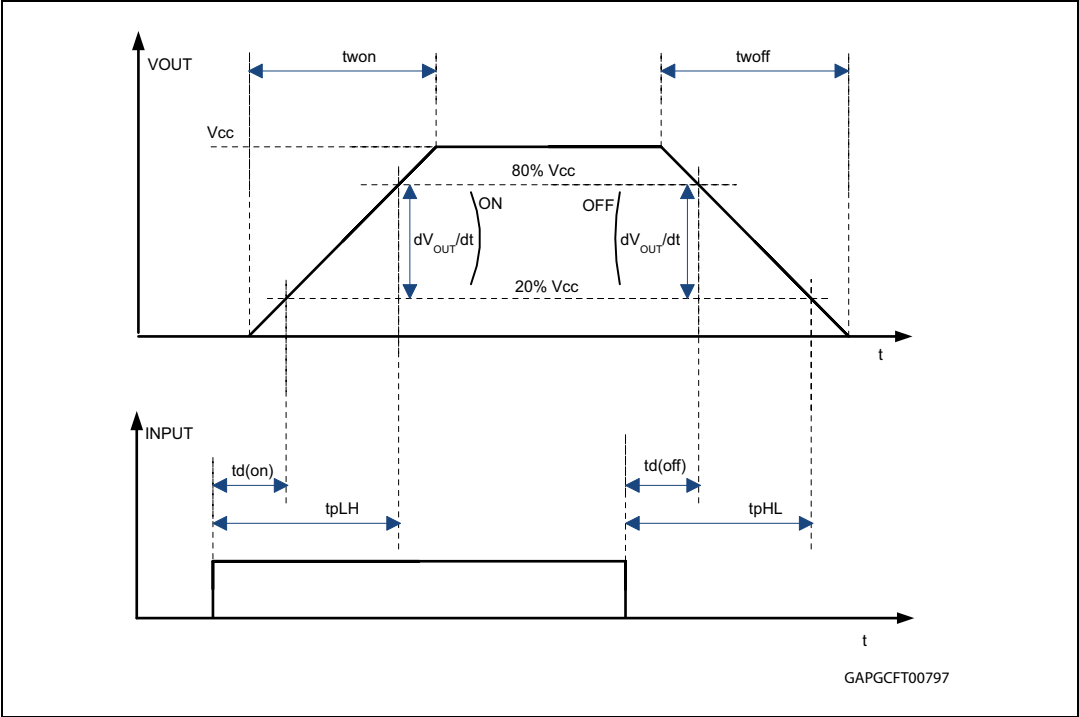 VOUT
twon
twoff
Vcc
80% Vcc
ON
OFF
dVOUT/dt
dVOUT/dt
20% Vcc
t
INPUT
td(on)
td(off)
tpLH
tpHL
t
GAPGCFT00797